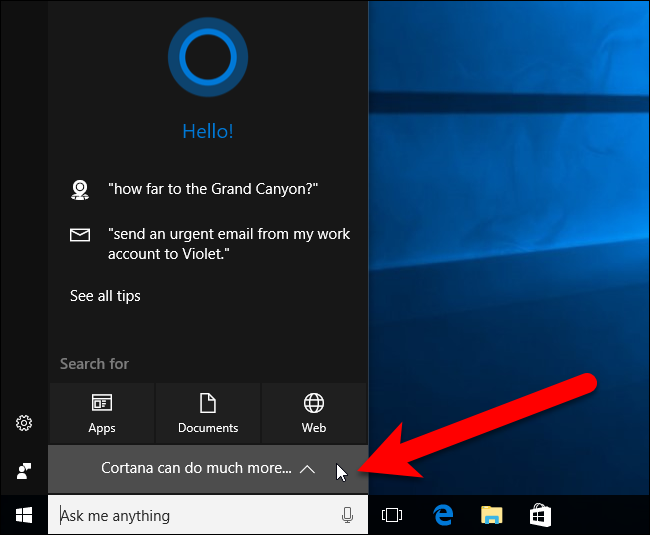 Hello!
"how far to the Grand Canyon?"
"send an urgent email from my work
account to Violet."
See all tips
Search for
Apps
Documents
Web
Cortana can do much more...
Ask me anything